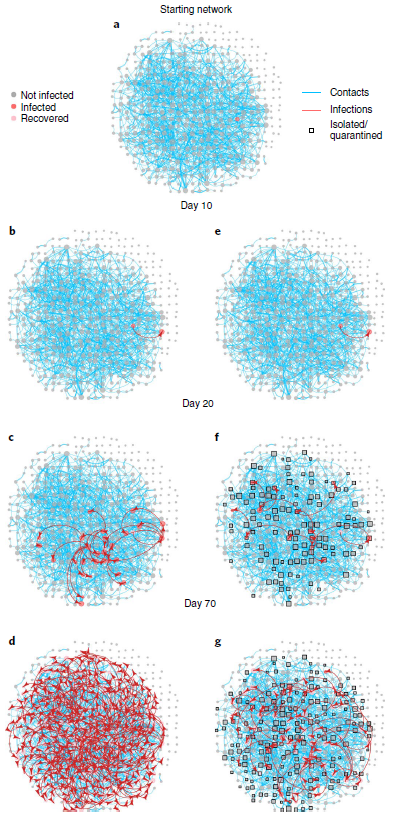 Starting network
a
Not infected
Infected
Recovered
Contacts
Infections
Isolated/
quarantined
Day 10
b
e
Day 20
c
f
Day 70
d
g